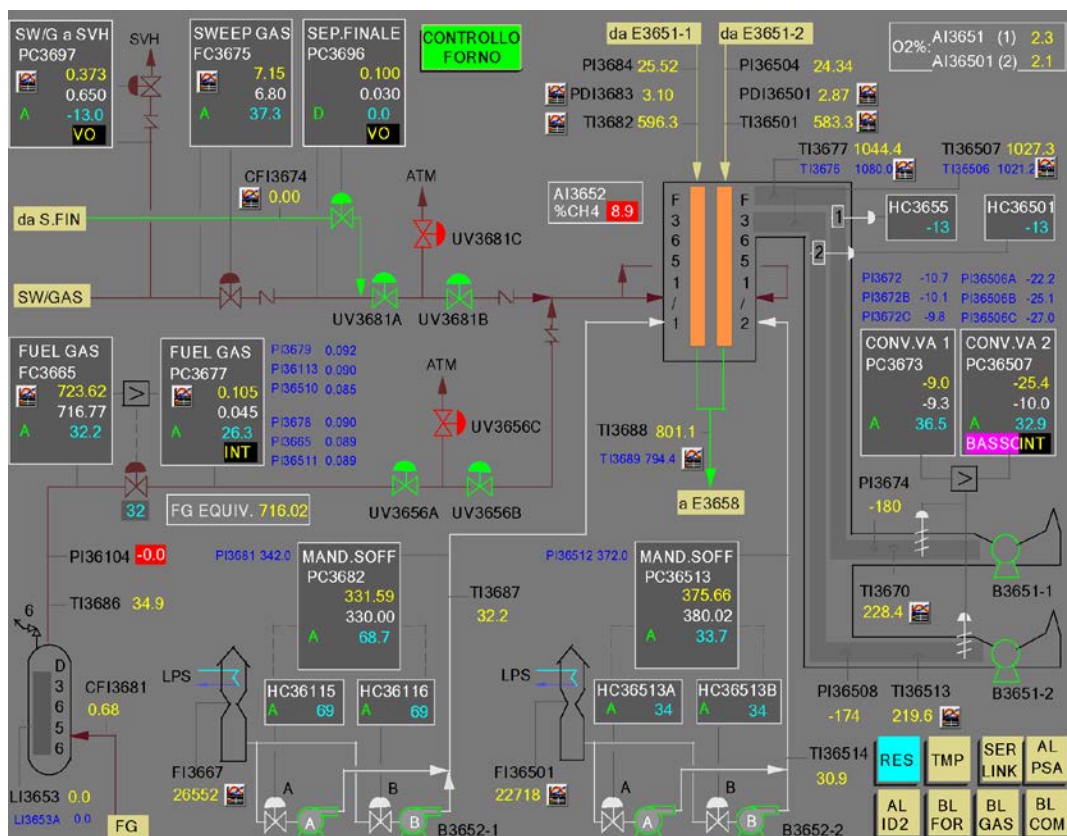 SW/G a SVH
PC3697
0.373
0.650
A -13.0
VO
SVH
SWEEP GAS
FC3675
7.15
6.80
A 37.3
SEP.FINALE
PC3696
0.100
0.030
D 0.0
VO
CONTROLLO
FORNO
da E3651-1
da E3651-2
PI3684 25.52
PI36504 24.34
PDI3683 3.10
PDI36501 2.87
TI3682 596.3
TI36501 583.3
O2%:
AI3651 (1) 2.3
AI36501 (2) 2.1
TI3677 1044.4
TI3676 1080.0
TI36507 1027.3
TI36506 1021.2
CFI3674
0.00
ATM
UV3681C
AI3652
%CH4 8.9
F3651/1
F3651/2
1
2
HC3655
-13
HC36501
-13
da S.FIN
SW/GAS
UV3681A
UV3681B
PI3672 -10.7
PI3672B -10.1
PI3672C -9.8
PI36506A -22.2
PI36506B -25.1
PI36506C -27.0
FUEL GAS
FC3665
723.62
716.77
A 32.2
>
FUEL GAS
PC3677
0.105
0.045
A 26.3
INT
PI3679 0.092
PI36113 0.090
PI36510 0.085
PI3678 0.090
PI3665 0.089
PI36511 0.089
ATM
UV3656C
UV3656A
UV3656B
CONV.VA 1
PC3673
-9.0
-9.3
A 36.5
CONV.VA 2
PC36507
-25.4
-10.0
A 32.9
BASSO INT
>
TI3688 801.1
TI3689 794.4
a E3658
32
FG EQUIV. 716.02
PI3674
-180
PI36104 -0.0
TI3686 34.9
6
D3656
CFI3681
0.68
LI3653 0.0
LI3653A 0.0
FG
PI3681 342.0
MAND.SOFF
PC3682
331.59
330.00
A 68.7
TI3687
32.2
PI36512 372.0
MAND.SOFF
PC36513
375.66
380.02
A 33.7
TI3670
228.4
B3651-1
LPS
HC36115
A 69
HC36116
A 69
LPS
HC36513A
A 34
HC36513B
A 34
PI36508
-174
TI36513
219.6
B3651-2
FI3667
26552
A
B
A
B
B3652-1
FI36501
22718
A
B
A
B
B3652-2
TI36514
30.9
RES
TMP
SER
LINK
AL
PSA
AL
ID2
BL
FOR
BL
GAS
BL
COM